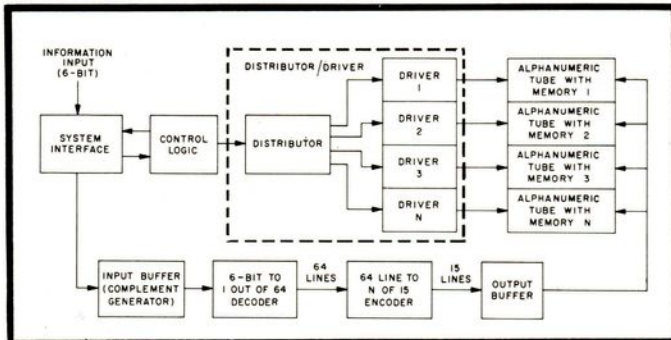 INFORMATION
INPUT
(6-BIT)
SYSTEM
INTERFACE
CONTROL
LOGIC
DISTRIBUTOR/DRIVER
DISTRIBUTOR
DRIVER
1
DRIVER
2
DRIVER
3
DRIVER
N
ALPHANUMERIC
TUBE WITH
MEMORY 1
ALPHANUMERIC
TUBE WITH
MEMORY 2
ALPHANUMERIC
TUBE WITH
MEMORY 3
ALPHANUMERIC
TUBE WITH
MEMORY N
INPUT BUFFER
(COMPLEMENT
GENERATOR)
6-BIT TO
1 OUT OF 64
DECODER
64
LINES
64 LINE TO
N OF 15
ENCODER
15
LINES
OUTPUT
BUFFER